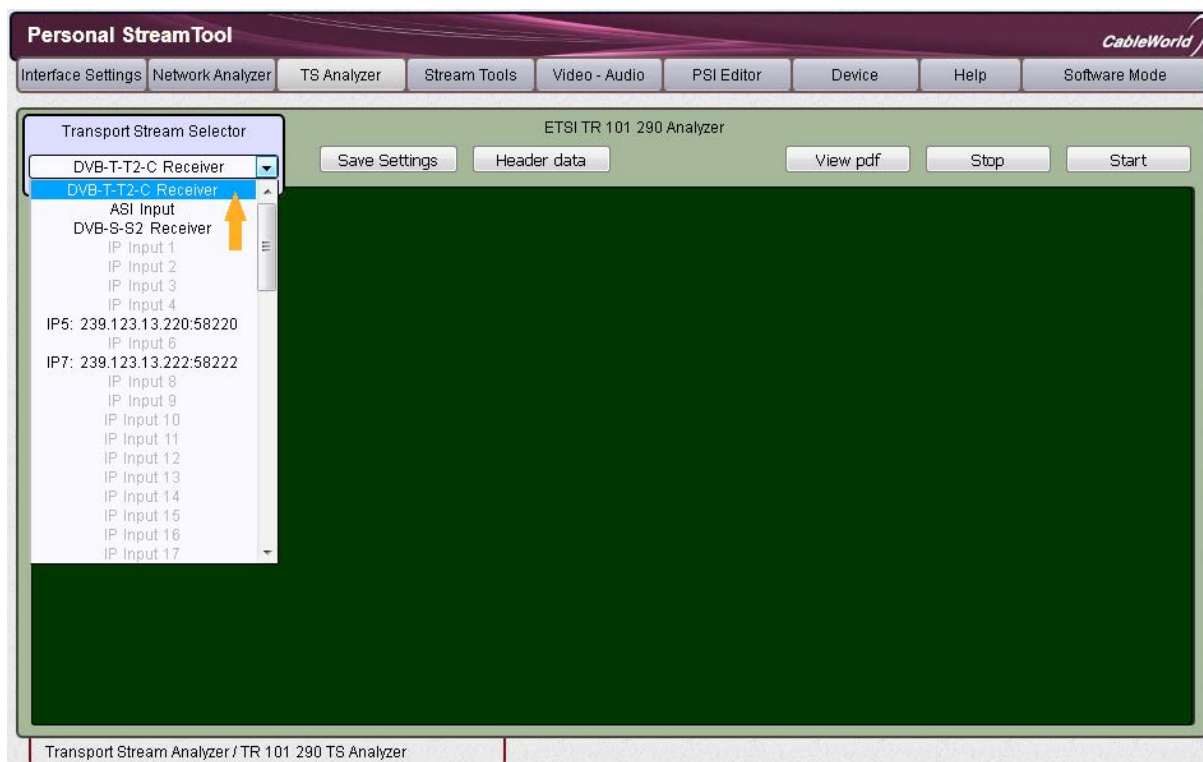 Personal StreamTool
CableWorld
Interface Settings Network Analyzer TS Analyzer Stream Tools Video - Audio PSI Editor Device Help Software Mode
Transport Stream Selector
ETSI TR 101 290 Analyzer
DVB-T-T2-C Receiver
Save Settings Header data View pdf Stop Start
DVB-T-T2-C Receiver
ASI Input
DVB-S-S2 Receiver
IP Input 1
IP Input 2
IP Input 3
IP Input 4
IP5: 239.123.13.220:58220
IP Input 6
IP7: 239.123.13.222:58222
IP Input 8
IP Input 9
IP Input 10
IP Input 11
IP Input 12
IP Input 13
IP Input 14
IP Input 15
IP Input 16
IP Input 17
Transport Stream Analyzer / TR 101 290 TS Analyzer